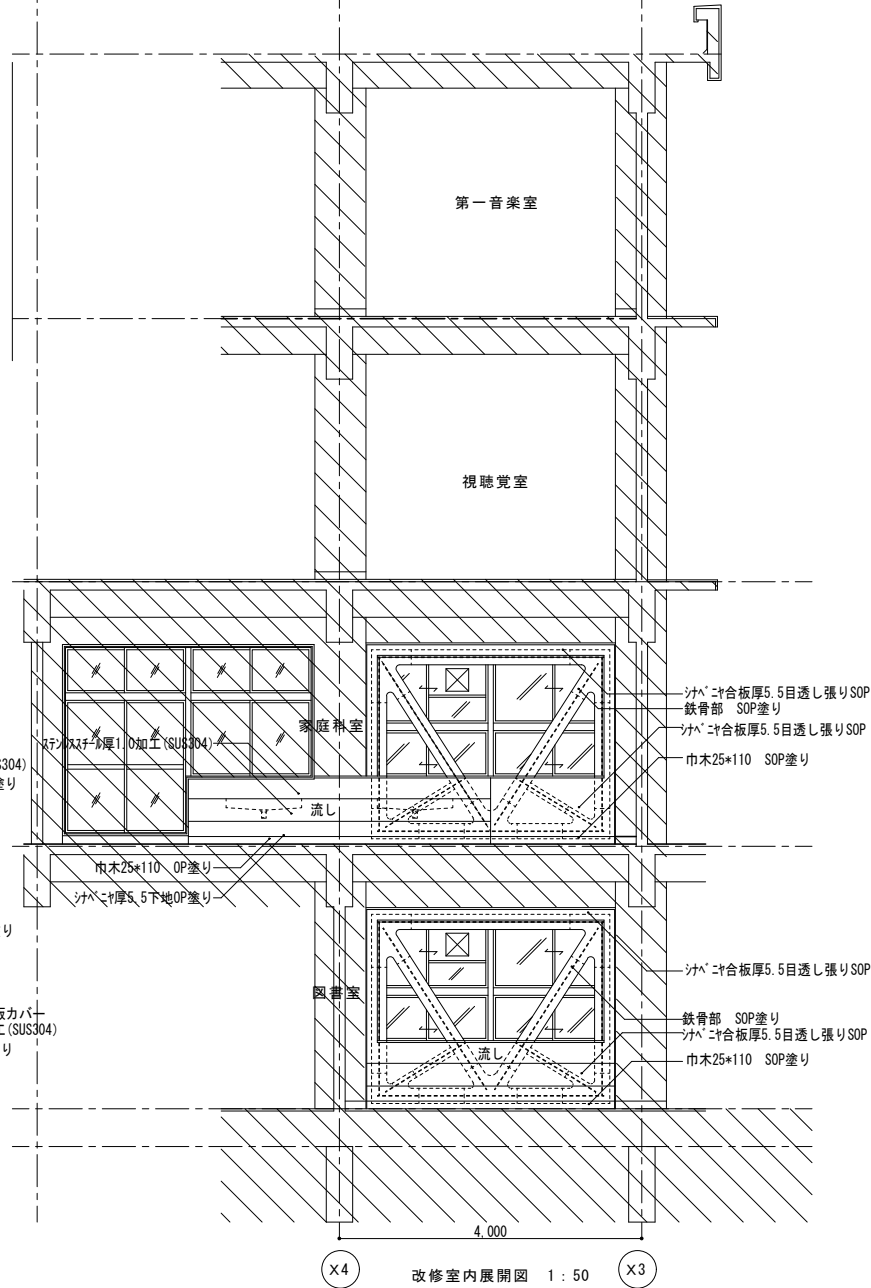 第一音楽室
視聴覚室
シナベニヤ合板厚5.5目透し張りSOP
鉄骨部 SOP塗り
家庭科室
シナベニヤ合板厚5.5目透し張りSOP
ステンレススチール厚1.0加工(SUS304)
巾木25*110 SOP塗り
流し
巾木25*110 OP塗り
シナベニヤ厚5.5下地OP塗り
シナベニヤ合板厚5.5目透し張りSOP
図書室
鉄骨部 SOP塗り
シナベニヤ合板厚5.5目透し張りSOP
流し
巾木25*110 SOP塗り
カバー
(SUS304)
4,000
X4
改修室内展開図 1:50
X3